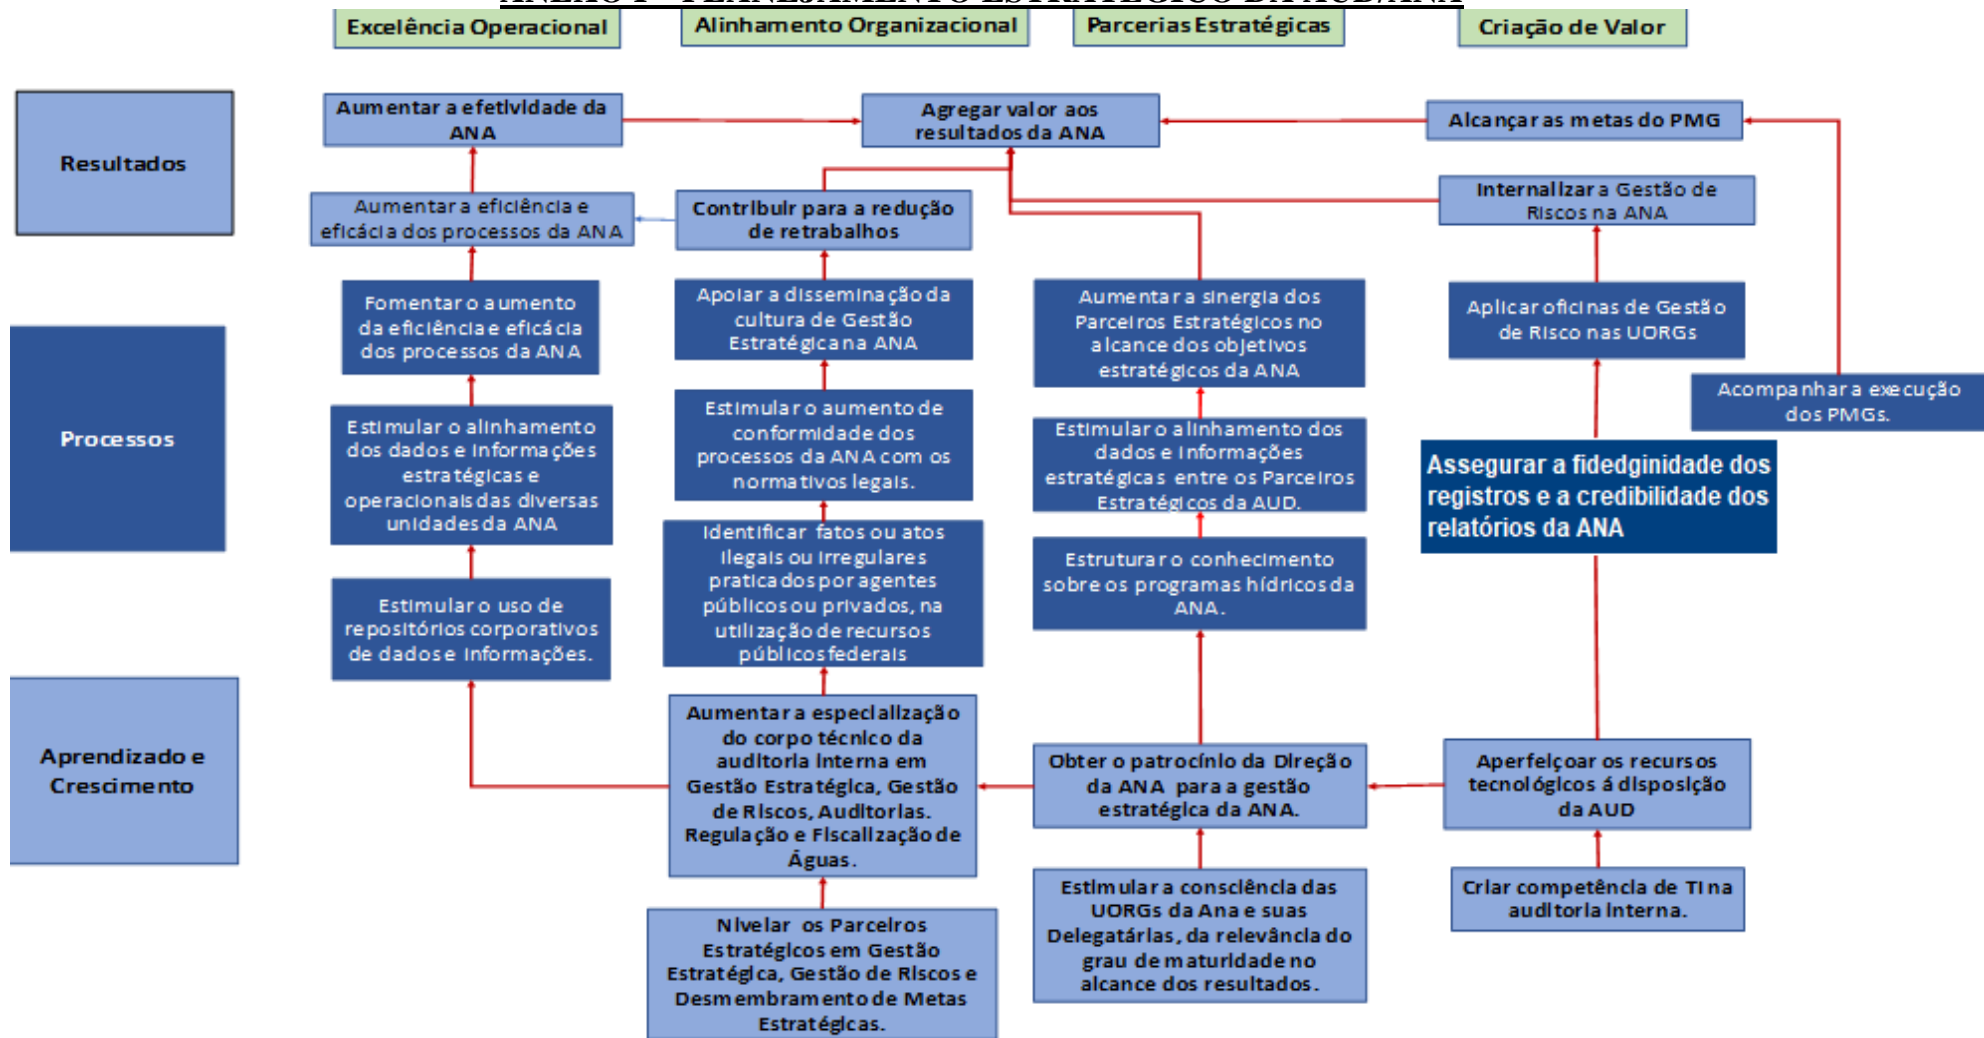 ANEXO I - PLANEJAMENTO ESTRATÉGICO DA AUD/ANA
Excelência Operacional
Alinhamento Organizacional
Parcerias Estratégicas
Criação de Valor
Resultados
Aumentar a efetividade da
ANA
Agregar valor aos
resultados da ANA
Alcançar as metas do PMG
Aumentar a eficiência e
eficácia dos processos da ANA
Contribuir para a redução
de retrabalhos
Internalizar a Gestão de
Riscos na ANA
Processos
Fomentar o aumento
da eficiência e eficácia
dos processos da ANA
Apoiar a disseminação da
cultura de Gestão
Estratégica na ANA
Aumentar a sinergia dos
Parceiros Estratégicos no
alcance dos objetivos
estratégicos da ANA
Aplicar oficinas de Gestão
de Risco nas UORGs
Acompanhar a execução
dos PMGs.
Estimular o alinhamento
dos dados e informações
estratégicas e
operacionais das diversas
unidades da ANA
Estimular o aumento de
conformidade dos
processos da ANA com os
normativos legais.
Estimular o alinhamento dos
dados e informações
estratégicas entre os Parceiros
Estratégicos da AUD.
Assegurar a fidedginidade dos
registros e a credibilidade dos
relatórios da ANA
Estimular o uso de
repositórios corporativos
de dados e informações.
Identificar fatos ou atos
ilegais ou irregulares
praticados por agentes
públicos ou privados, na
utilização de recursos
públicos federais
Estruturar o conhecimento
sobre os programas hídricos da
ANA.
Aprendizado e
Crescimento
Aumentar a especialização
do corpo técnico da
auditoria interna em
Gestão Estratégica, Gestão
de Riscos, Auditorias.
Regulação e Fiscalização de
Águas.
Obter o patrocínio da Direção
da ANA para a gestão
estratégica da ANA.
Aperfeiçoar os recursos
tecnológicos á disposição
da AUD
Nivelar os Parceiros
Estratégicos em Gestão
Estratégica, Gestão de Riscos e
Desmembramento de Metas
Estratégicas.
Estimular a consciência das
UORGs da Ana e suas
Delegatárias, da relevância do
grau de maturidade no
alcance dos resultados.
Criar competência de TI na
auditoria interna.